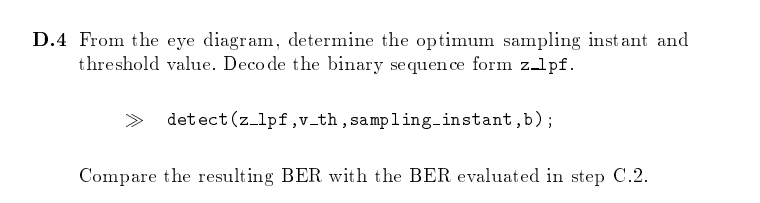 D.4 From the eye diagram, determine the optimum sampling instant and
threshold value. Decode the binary sequence form z_lpf.
≫ detect(z_lpf,v_th,sampling_instant,b);
Compare the resulting BER with the BER evaluated in step C.2.